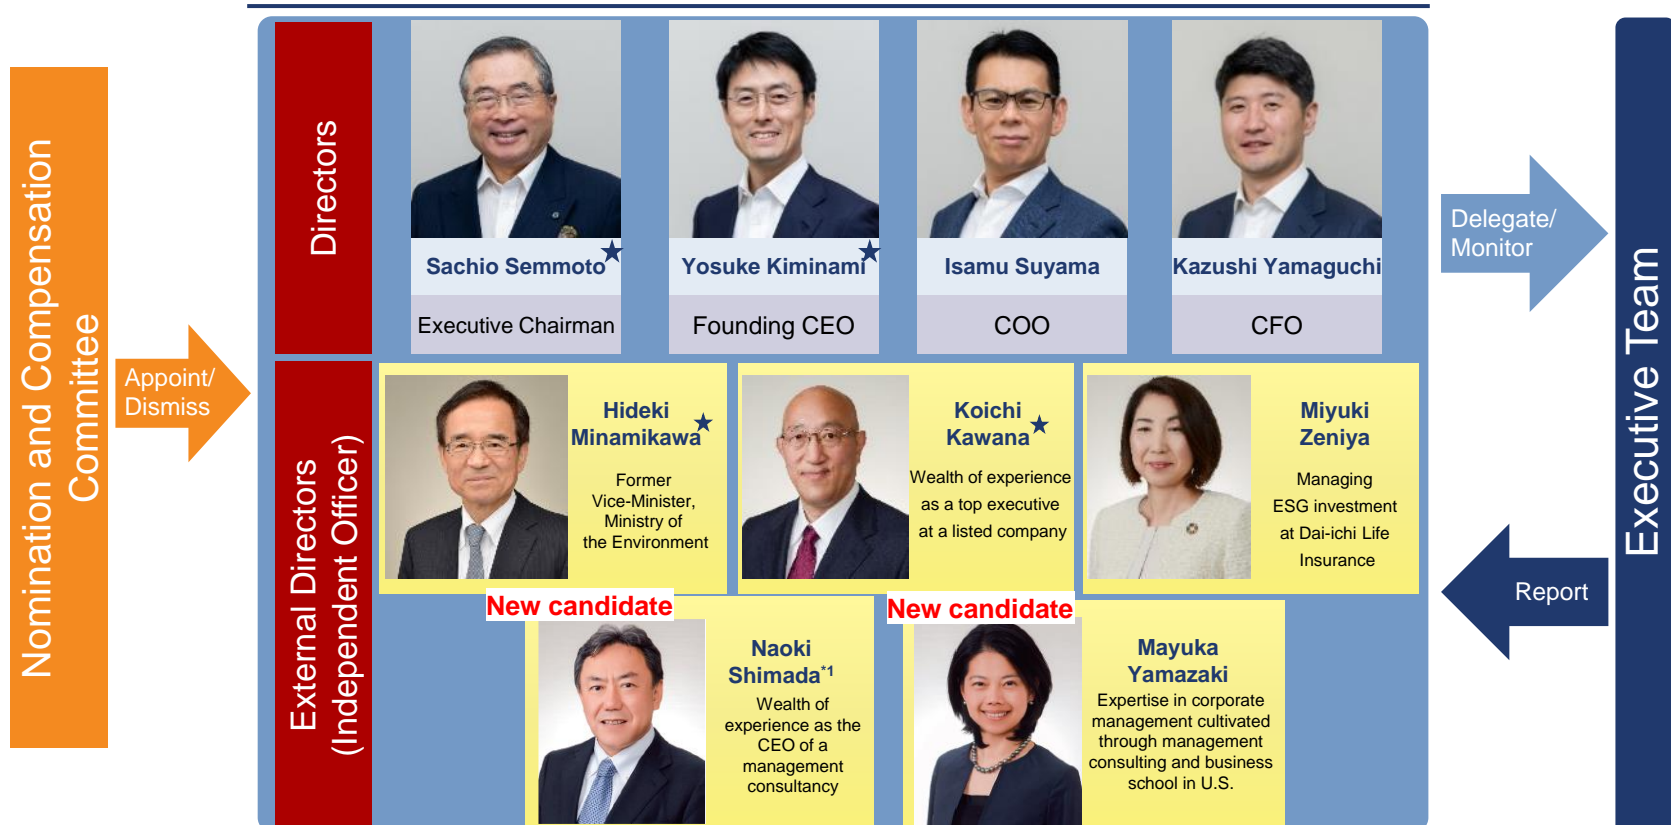 Nomination and Compensation
Committee
Appoint/
Dismiss
Directors
Sachio Semmoto★
Executive Chairman
Yosuke Kiminami★
Founding CEO
Isamu Suyama
COO
Kazushi Yamaguchi
CFO
External Directors
(Independent Officer)
Hideki
Minamikawa★
Former
Vice-Minister,
Ministry of
the Environment
Koichi
Kawana★
Wealth of experience
as a top executive
at a listed company
Miyuki
Zeniya
Managing
ESG investment
at Dai-ichi Life
Insurance
New candidate
Naoki
Shimada*1
Wealth of
experience as the
CEO of a
management
consultancy
New candidate
Mayuka
Yamazaki
Expertise in corporate
management cultivated
through management
consulting and business
school in U.S.
Delegate/
Monitor
Report
Executive Team